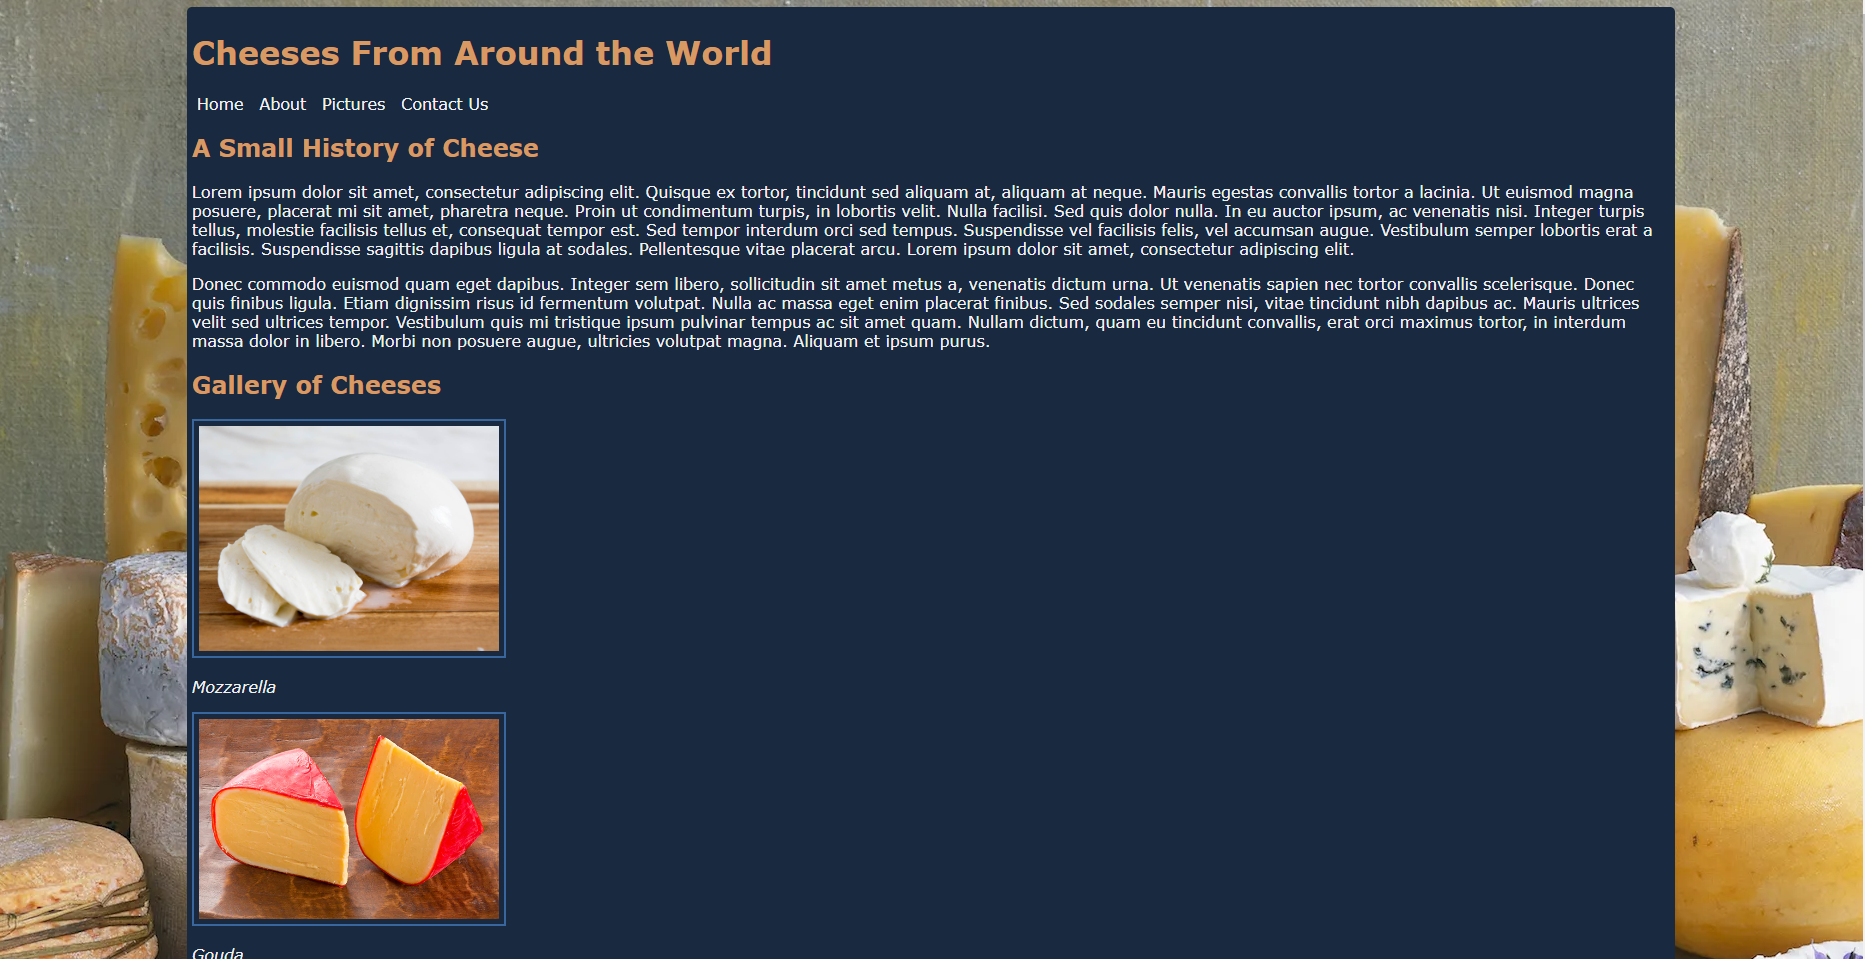 Cheeses From Around the World
Home About Pictures Contact Us
A Small History of Cheese
Lorem ipsum dolor sit amet, consectetur adipiscing elit. Quisque ex tortor, tincidunt sed aliquam at, aliquam at neque. Mauris egestas convallis tortor a lacinia. Ut euismod magna
posuere, placerat mi sit amet, pharetra neque. Proin ut condimentum turpis, in lobortis velit. Nulla facilisi. Sed quis dolor nulla. In eu auctor ipsum, ac venenatis nisi. Integer turpis
tellus, molestie facilisis tellus et, consequat tempor est. Sed tempor interdum orci sed tempus. Suspendisse vel facilisis felis, vel accumsan augue. Vestibulum semper lobortis erat a
facilisis. Suspendisse sagittis dapibus ligula at sodales. Pellentesque vitae placerat arcu. Lorem ipsum dolor sit amet, consectetur adipiscing elit.
Donec commodo euismod quam eget dapibus. Integer sem libero, sollicitudin sit amet metus a, venenatis dictum urna. Ut venenatis sapien nec tortor convallis scelerisque. Donec
quis finibus ligula. Etiam dignissim risus id fermentum volutpat. Nulla ac massa eget enim placerat finibus. Sed sodales semper nisi, vitae tincidunt nibh dapibus ac. Mauris ultrices
velit sed ultrices tempor. Vestibulum quis mi tristique ipsum pulvinar tempus ac sit amet quam. Nullam dictum, quam eu tincidunt convallis, erat orci maximus tortor, in interdum
massa dolor in libero. Morbi non posuere augue, ultricies volutpat magna. Aliquam et ipsum purus.
Gallery of Cheeses
Mozzarella
Gouda